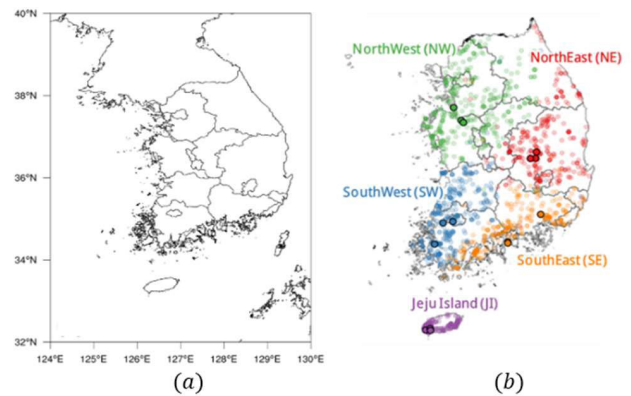 40°N
38°N
36°N
34°N
32°N
124°E 125°E 126°E 127°E 128°E 129°E 130°E
(a)
NorthWest (NW)
NorthEast (NE)
SouthWest (SW)
SouthEast (SE)
Jeju Island (JI)
(b)